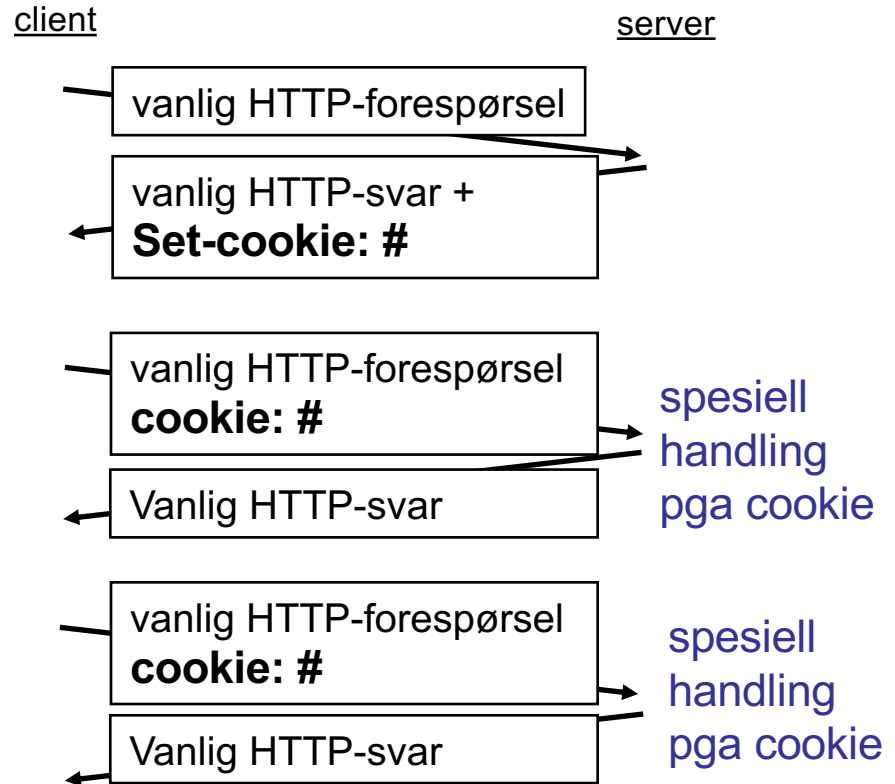 client
server
vanlig HTTP-forespørsel
vanlig HTTP-svar +
Set-cookie: #
vanlig HTTP-forespørsel
cookie: #
spesiell
handling
pga cookie
Vanlig HTTP-svar
vanlig HTTP-forespørsel
cookie: #
spesiell
handling
pga cookie
Vanlig HTTP-svar